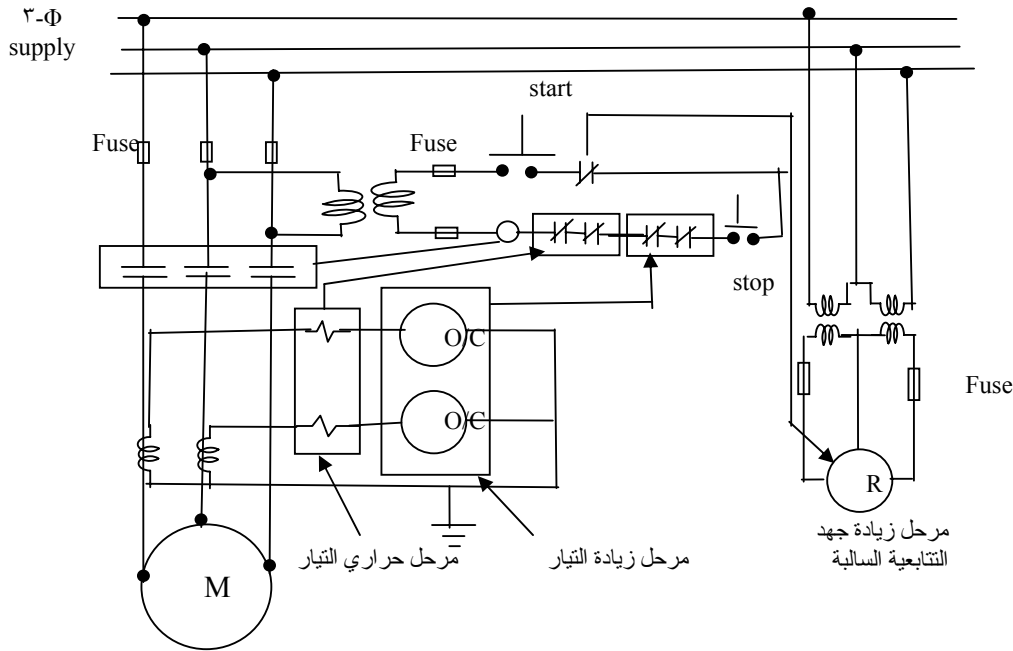 ٣-Φ
supply
start
Fuse
Fuse
stop
O/C
Fuse
O/C
R
مرحل زيادة جهد
التتابعية السالبة
مرحل حراري التيار
مرحل زيادة التيار
M